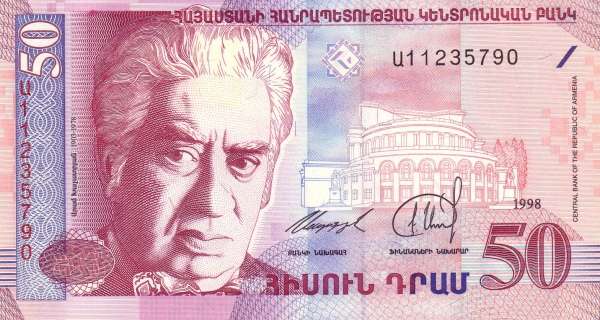 ՀԱՅԱՍՏԱՆԻ ՀԱՆՐԱՊԵՏՈՒԹՅԱՆ ԿԵՆՏՐՈՆԱԿԱՆ ԲԱՆԿ
50
Ա11235790
Ա11235790
Արամ Խաչատրյան 1903-1978
CENTRAL BANK OF THE REPUBLIC OF ARMENIA
1998
ԲԱՆԿԻ ՆԱԽԱԳԱՀ
ՖԻՆԱՆՍՆԵՐԻ ՆԱԽԱՐԱՐ
ՀԻՍՈՒՆ ԴՐԱՄ
50